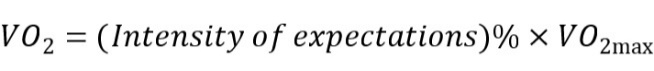 VO₂ = (Intensity of expectations)% × VO₂max